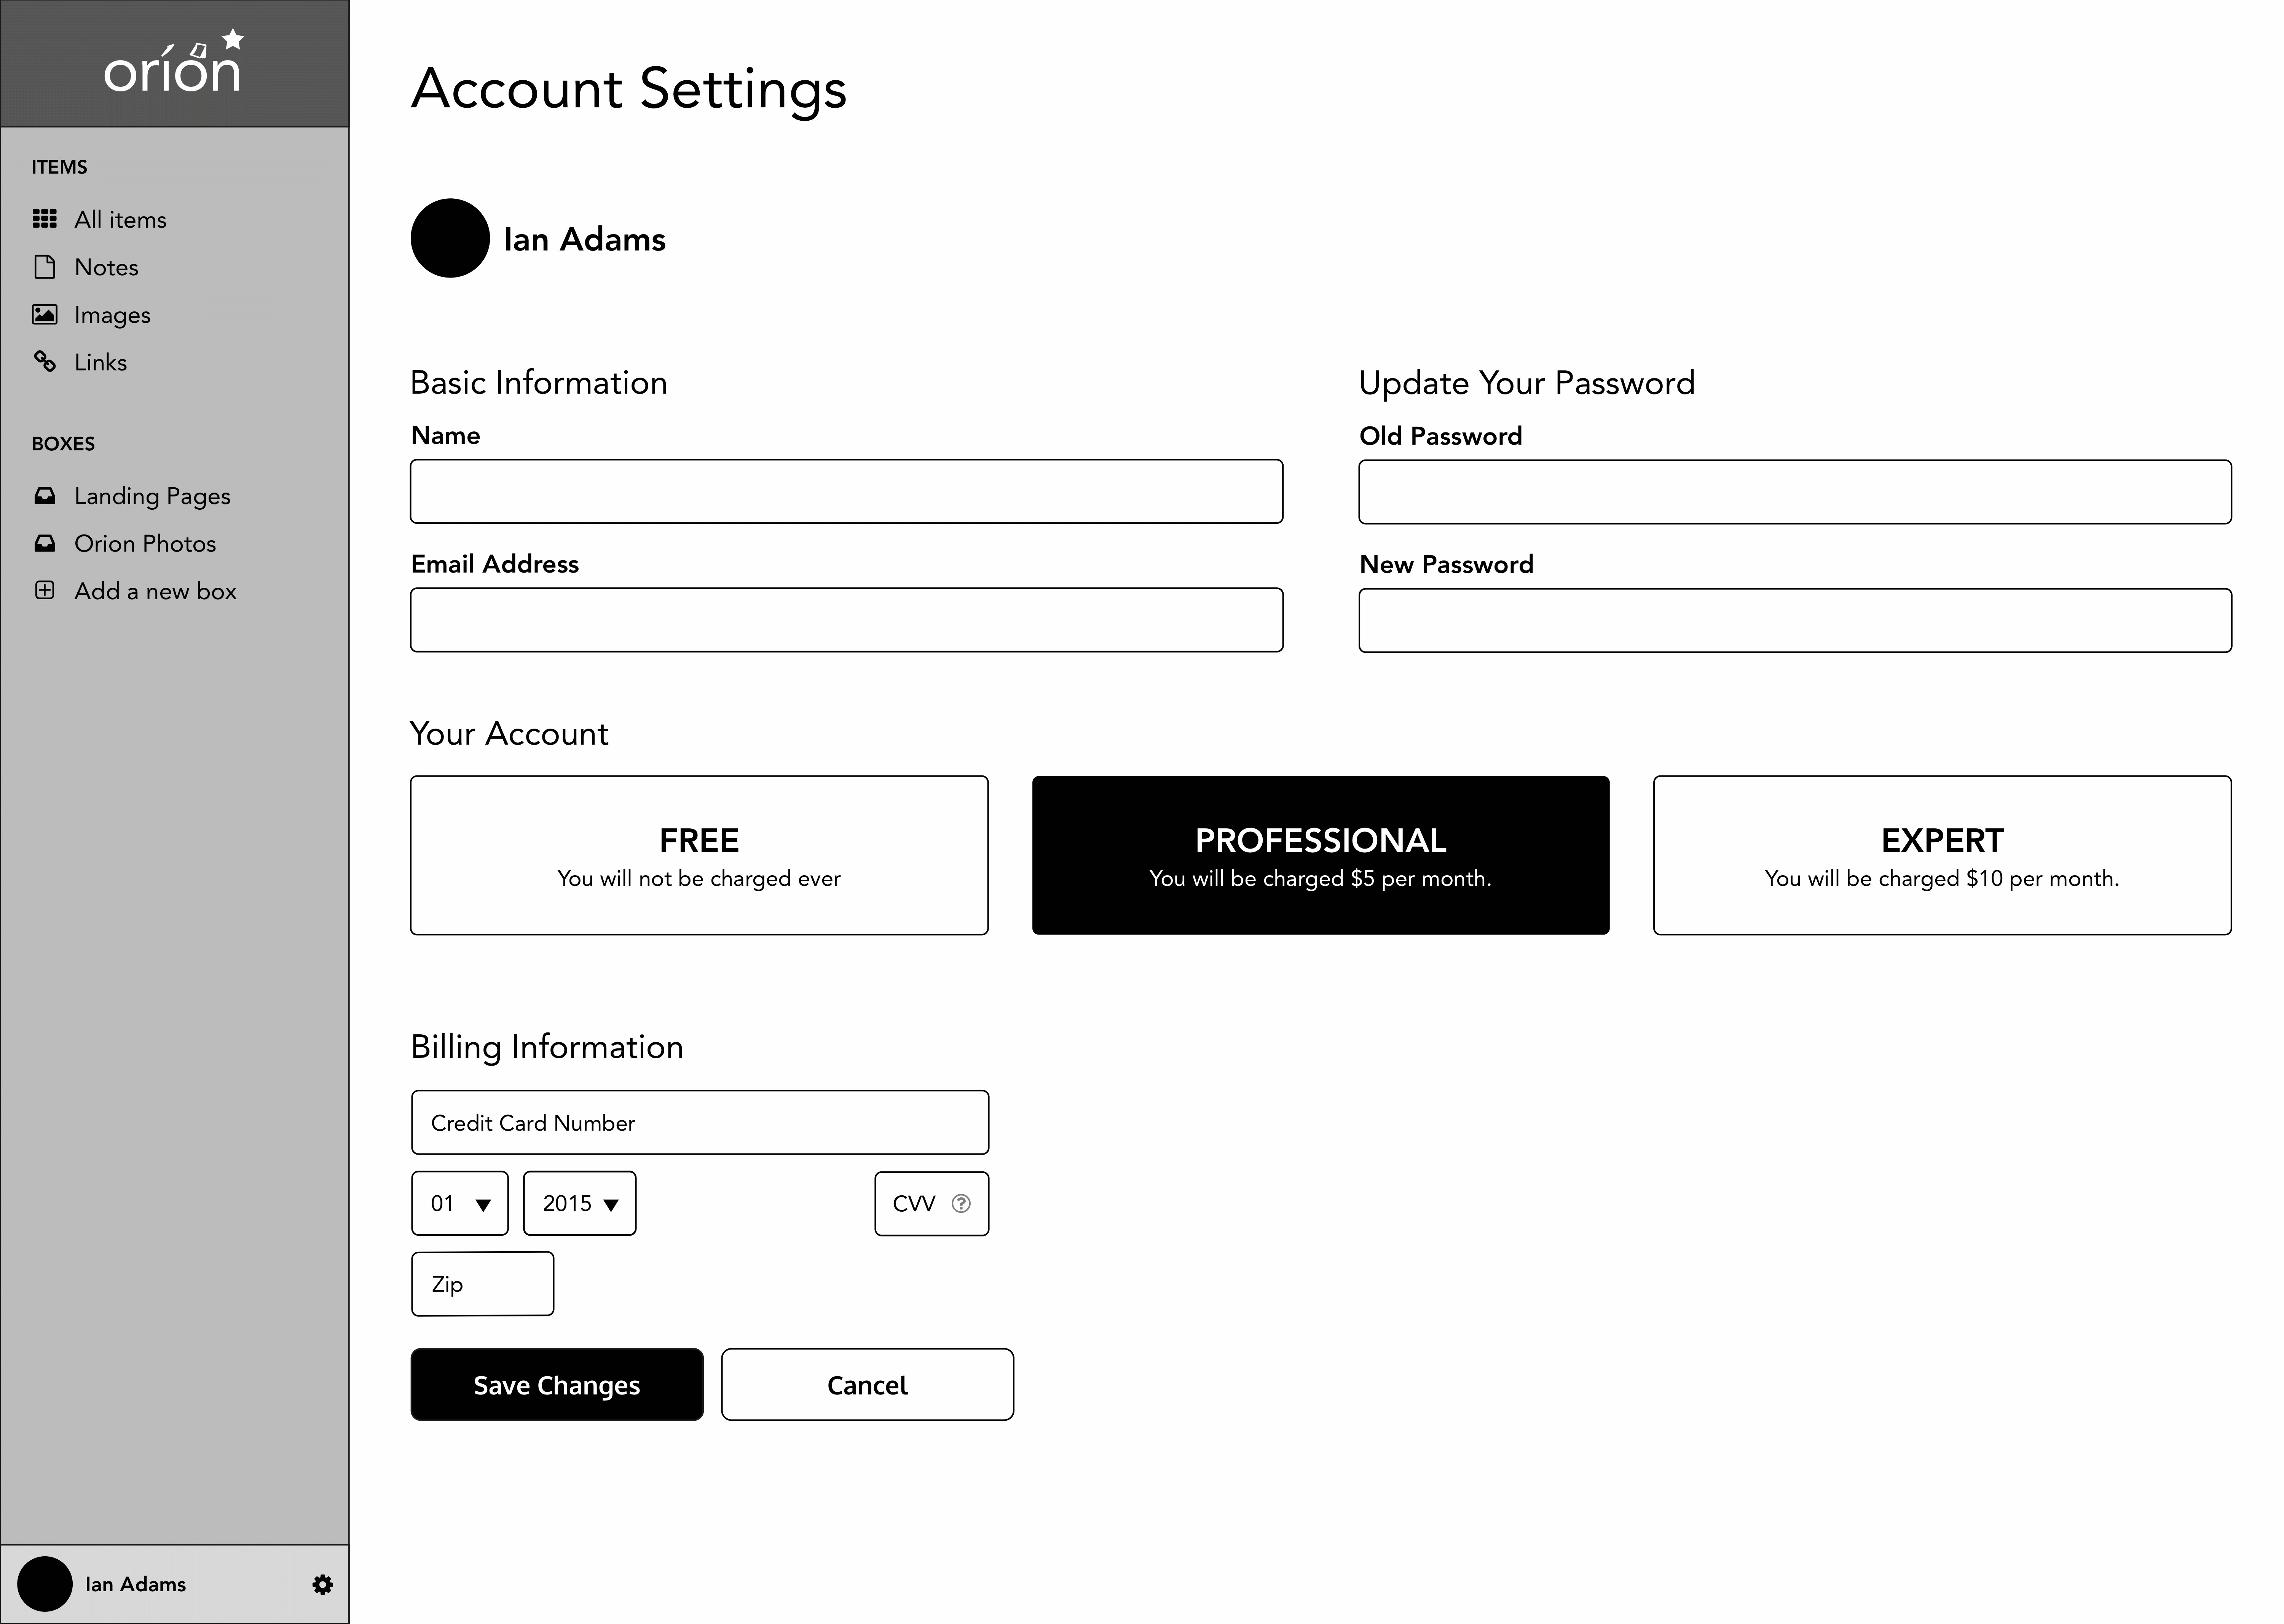 orion
ITEMS
All items
Notes
Images
Links
BOXES
Landing Pages
Orion Photos
Add a new box
Ian Adams
Account Settings
Ian Adams
Basic Information
Name
Email Address
Update Your Password
Old Password
New Password
Your Account
FREE
You will not be charged ever
PROFESSIONAL
You will be charged $5 per month.
EXPERT
You will be charged $10 per month.
Billing Information
Credit Card Number
01
2015
CVV ?
Zip
Save Changes
Cancel